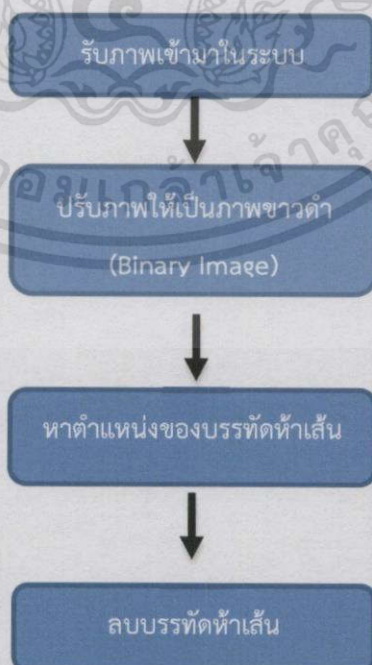 รับภาพเข้ามาในระบบ
ปรับภาพให้เป็นภาพขาวดำ
(Binary Image)
หาตำแหน่งของบรรทัดห้าเส้น
ลบบรรทัดห้าเส้น